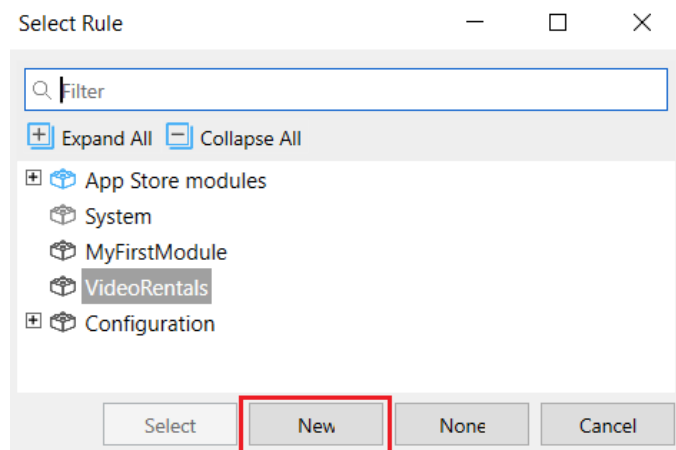 Select Rule
Filter
Expand All Collapse All
App Store modules
System
MyFirstModule
VideoRentals
Configuration
Select New None Cancel